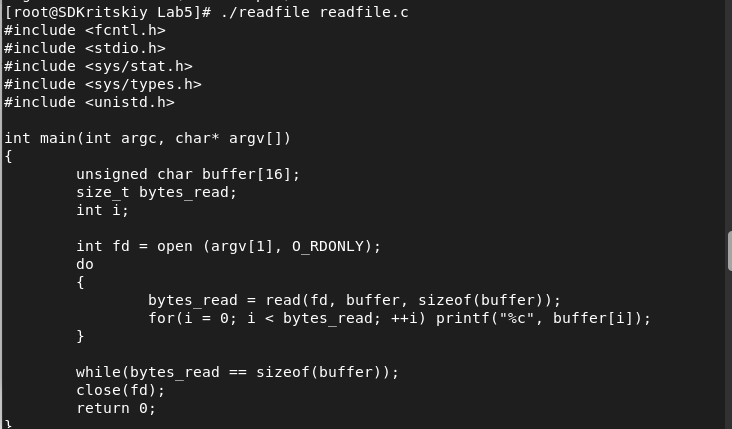 [root@SDKritskiy Lab5]# ./readfile readfile.c
#include <fcntl.h>
#include <stdio.h>
#include <sys/stat.h>
#include <sys/types.h>
#include <unistd.h>

int main(int argc, char* argv[])
{
        unsigned char buffer[16];
        size_t bytes_read;
        int i;

        int fd = open (argv[1], O_RDONLY);
        do
        {
                bytes_read = read(fd, buffer, sizeof(buffer));
                for(i = 0; i < bytes_read; ++i) printf("%c", buffer[i]);
        }

        while(bytes_read == sizeof(buffer));
        close(fd);
        return 0;
}